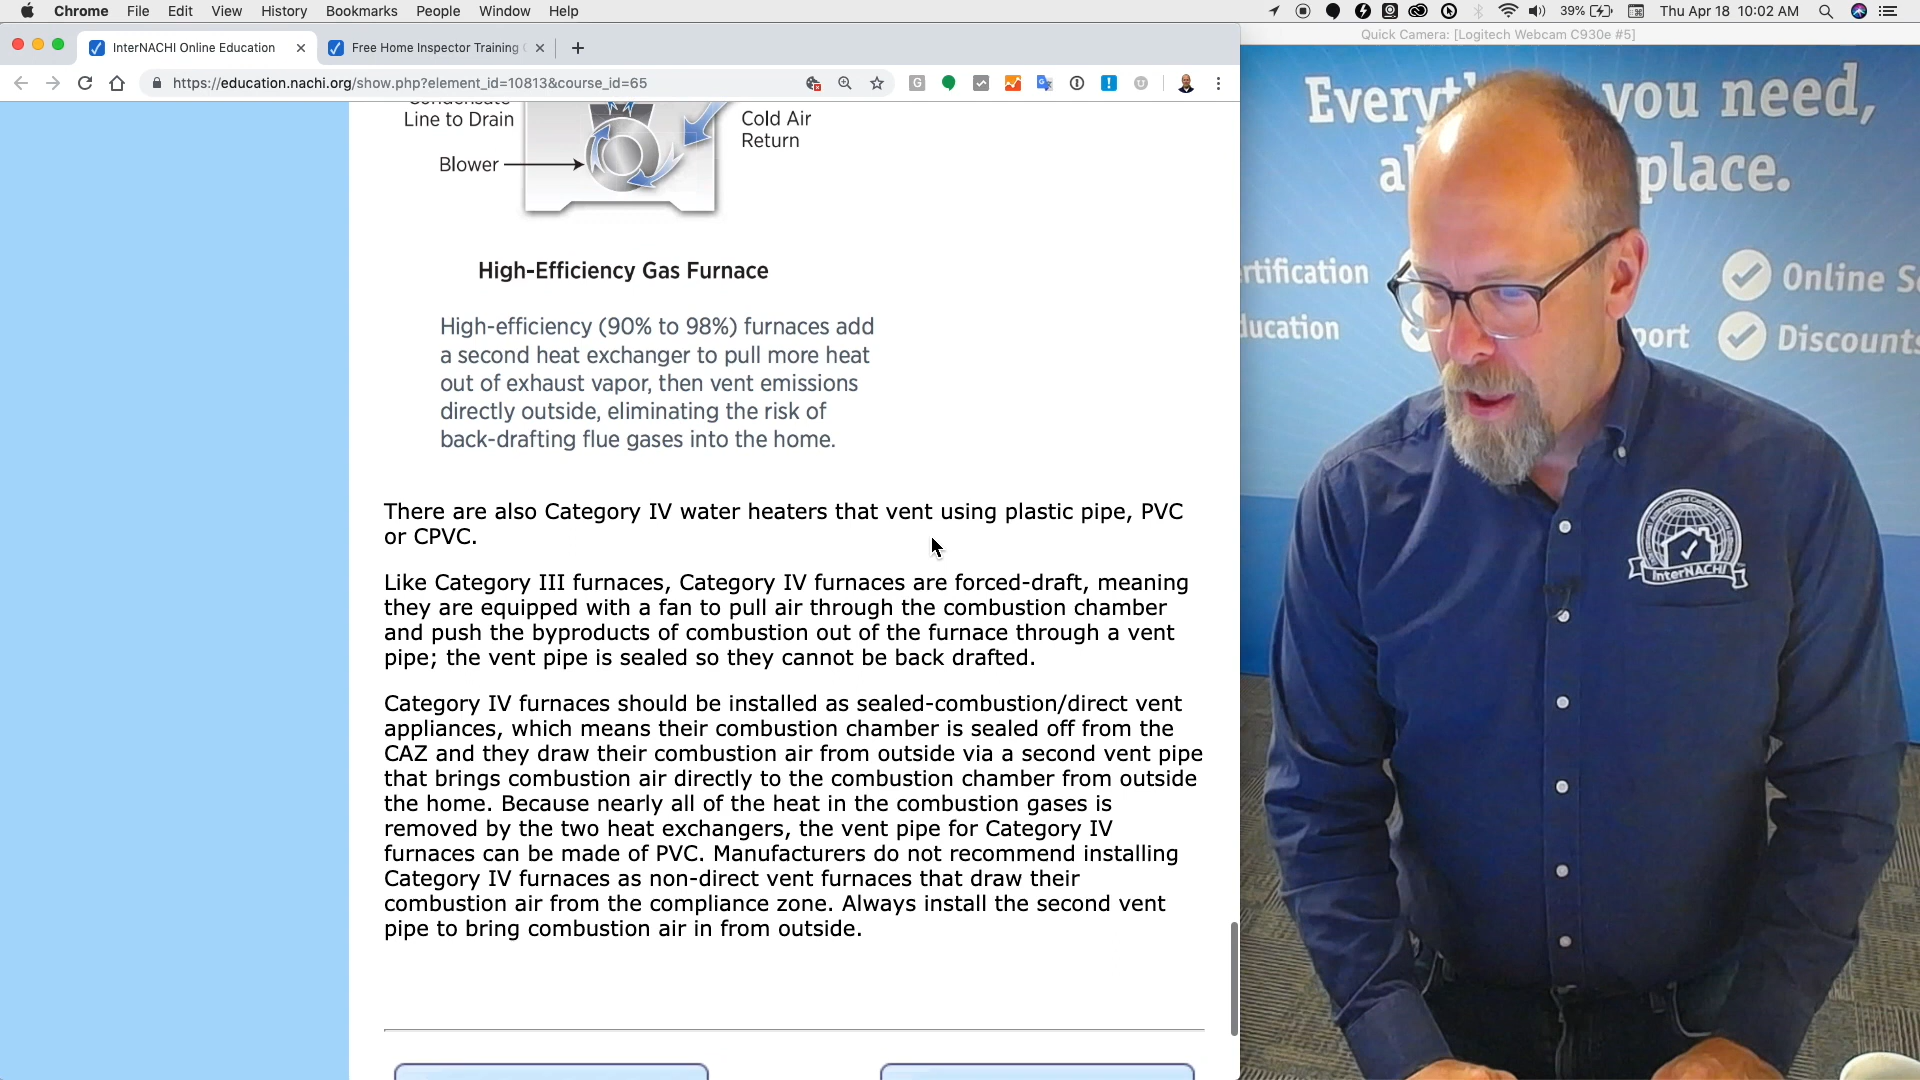 Chrome File Edit View History Bookmarks People Window Help
39% Thu Apr 18 10:02 AM
InterNACHI Online Education
Free Home Inspector Training
Quick Camera: [Logitech Webcam C930e #5]
https://education.nachi.org/show.php?element_id=10813&course_id=65
Condensate
Line to Drain
Cold Air
Return
Blower
High-Efficiency Gas Furnace
High-efficiency (90% to 98%) furnaces add
a second heat exchanger to pull more heat
out of exhaust vapor, then vent emissions
directly outside, eliminating the risk of
back-drafting flue gases into the home.
There are also Category IV water heaters that vent using plastic pipe, PVC
or CPVC.
Like Category III furnaces, Category IV furnaces are forced-draft, meaning
they are equipped with a fan to pull air through the combustion chamber
and push the byproducts of combustion out of the furnace through a vent
pipe; the vent pipe is sealed so they cannot be back drafted.
Category IV furnaces should be installed as sealed-combustion/direct vent
appliances, which means their combustion chamber is sealed off from the
CAZ and they draw their combustion air from outside via a second vent pipe
that brings combustion air directly to the combustion chamber from outside
the home. Because nearly all of the heat in the combustion gases is
removed by the two heat exchangers, the vent pipe for Category IV
furnaces can be made of PVC. Manufacturers do not recommend installing
Category IV furnaces as non-direct vent furnaces that draw their
combustion air from the compliance zone. Always install the second vent
pipe to bring combustion air in from outside.
you need,
place.
rtification
Online S
ducation
port
Discounts
InterNACHI